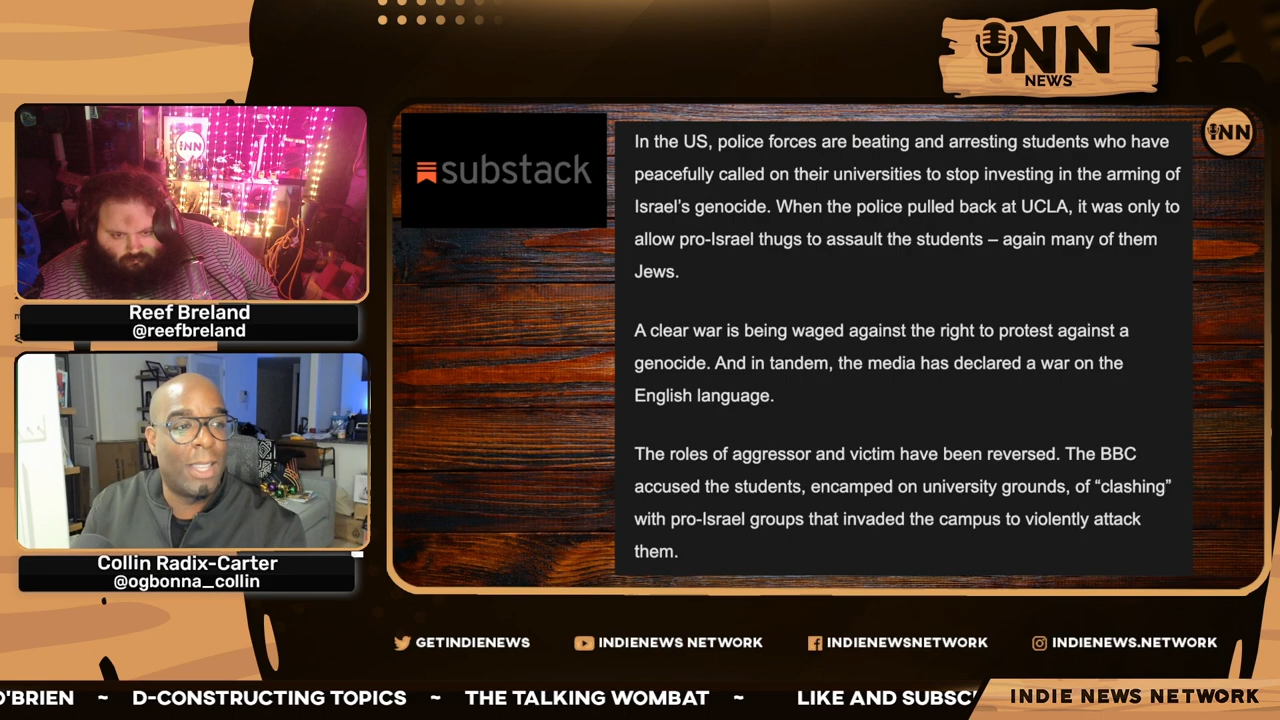 iNN
NEWS
iNN
iNN
substack
In the US, police forces are beating and arresting students who have
peacefully called on their universities to stop investing in the arming of
Israel's genocide. When the police pulled back at UCLA, it was only to
allow pro-Israel thugs to assault the students – again many of them
Jews.
A clear war is being waged against the right to protest against a
genocide. And in tandem, the media has declared a war on the
English language.
The roles of aggressor and victim have been reversed. The BBC
accused the students, encamped on university grounds, of “clashing”
with pro-Israel groups that invaded the campus to violently attack
them.
Reef Breland
@reefbreland
Collin Radix-Carter
@ogbonna_collin
GETINDIENEWS
INDIENEWS NETWORK
INDIENEWSNETWORK
INDIENEWS.NETWORK
O'BRIEN ~ D-CONSTRUCTING TOPICS ~ THE TALKING WOMBAT ~ LIKE AND SUBSC
INDIE NEWS NETWORK